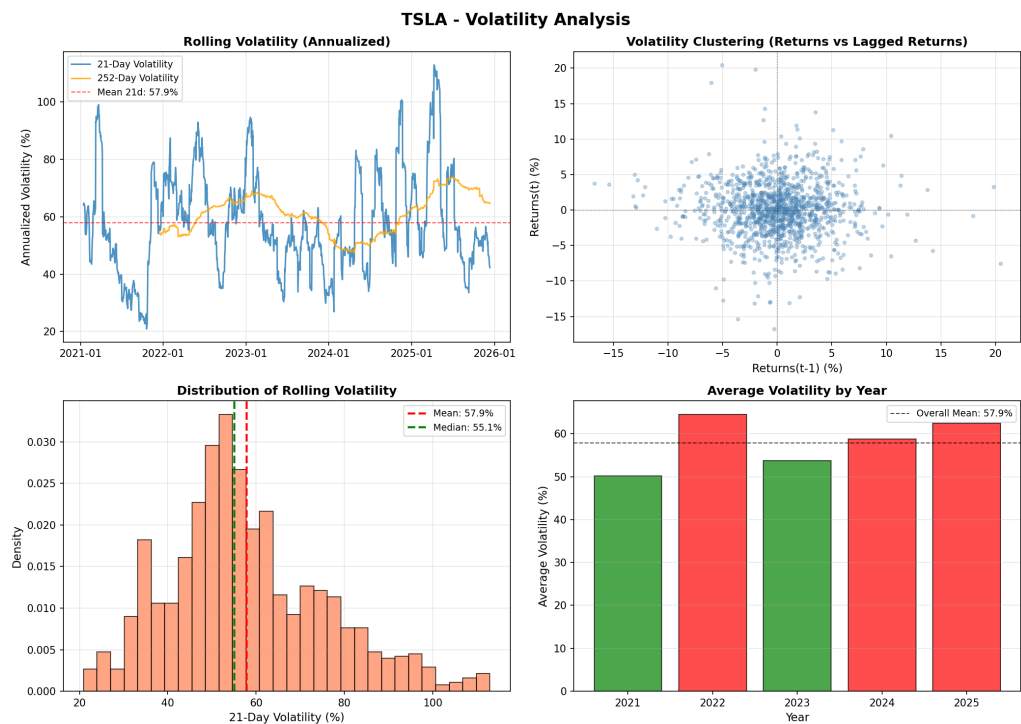 TSLA - Volatility Analysis
Rolling Volatility (Annualized)
21-Day Volatility
252-Day Volatility
Mean 21d: 57.9%
Annualized Volatility (%)
100
80
60
40
20
2021-01 2022-01 2023-01 2024-01 2025-01 2026-01
Volatility Clustering (Returns vs Lagged Returns)
Returns(t) (%)
20
15
10
5
0
−5
−10
−15
−15 −10 −5 0 5 10 15 20
Returns(t-1) (%)
Distribution of Rolling Volatility
Mean: 57.9%
Median: 55.1%
Density
0.030
0.025
0.020
0.015
0.010
0.005
0.000
20 40 60 80 100
21-Day Volatility (%)
Average Volatility by Year
Overall Mean: 57.9%
Average Volatility (%)
60
50
40
30
20
10
0
2021 2022 2023 2024 2025
Year